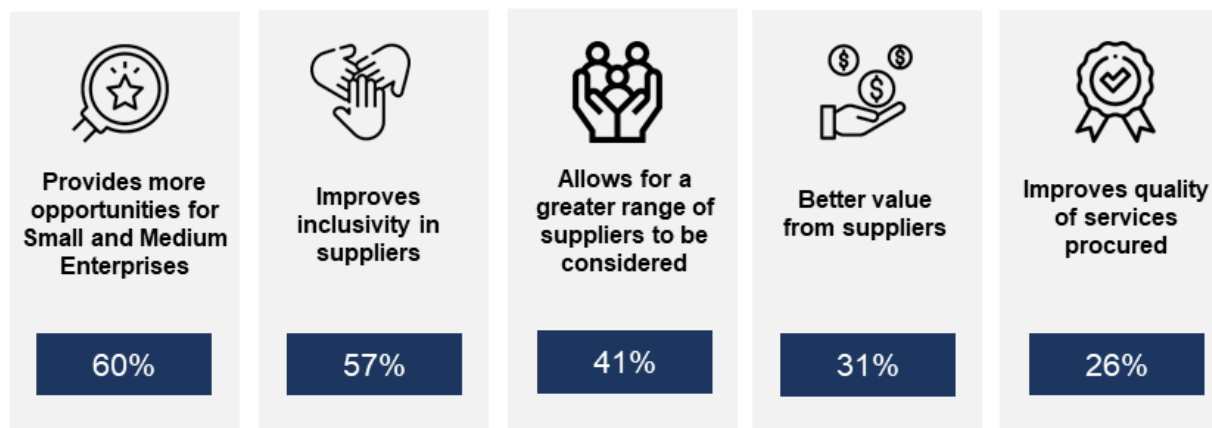 Provides more
opportunities for
Small and Medium
Enterprises
60%
Improves
inclusivity in
suppliers
57%
Allows for a
greater range of
suppliers to be
considered
41%
Better value
from suppliers
31%
Improves quality
of services
procured
26%